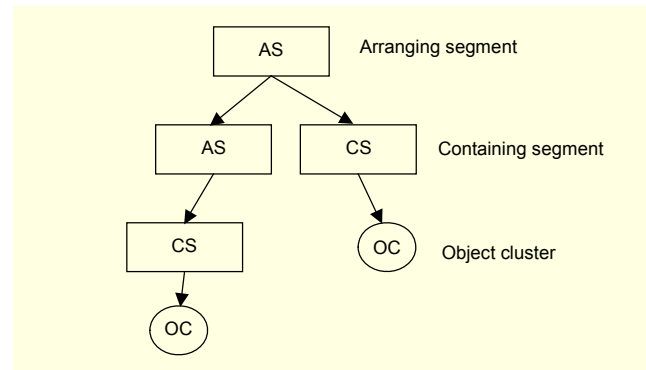 AS Arranging segment
AS CS Containing segment
CS OC Object cluster
OC